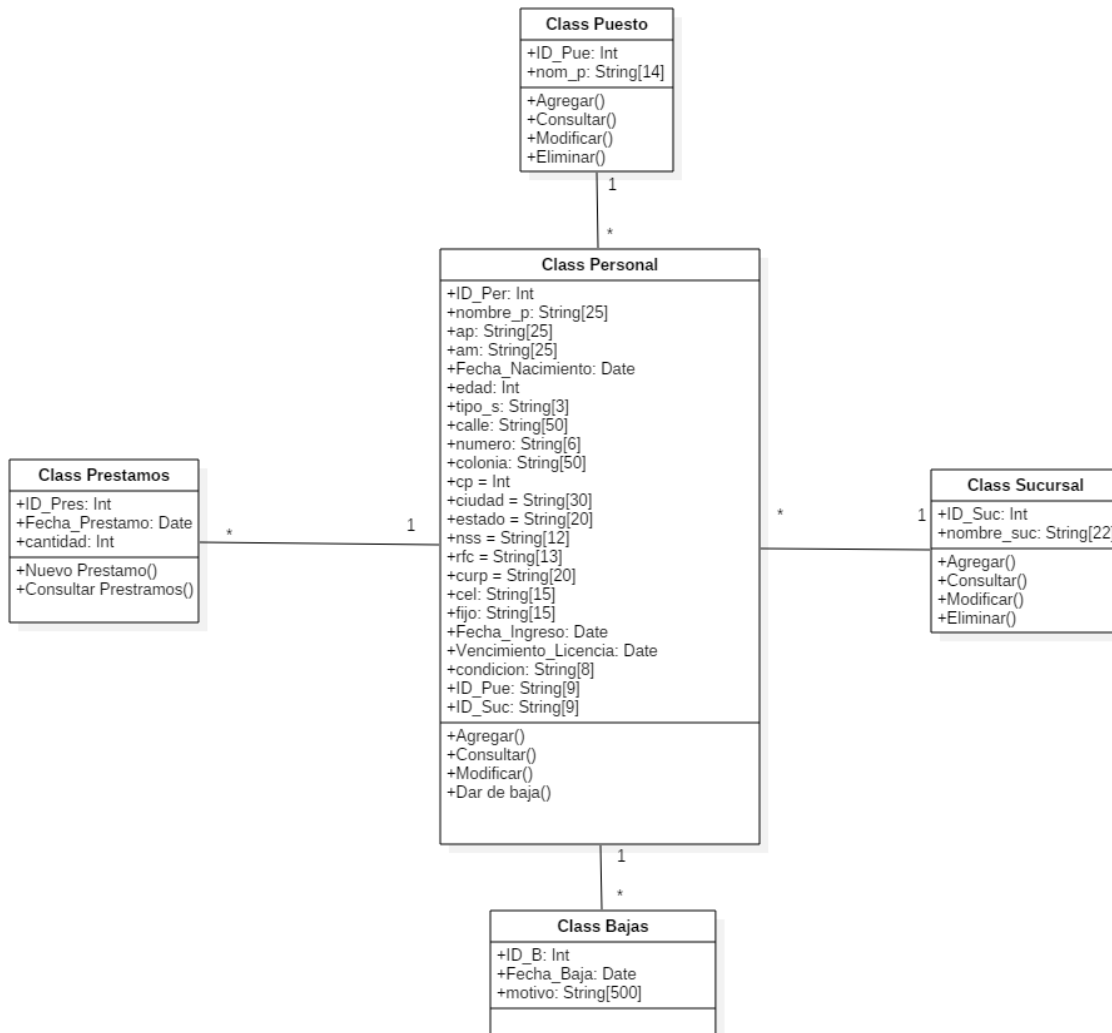 Class Puesto
+ID_Pue: Int
+nom_p: String[14]
+Agregar()
+Consultar()
+Modificar()
+Eliminar()
1
*
Class Personal
+ID_Per: Int
+nombre_p: String[25]
+ap: String[25]
+am: String[25]
+Fecha_Nacimiento: Date
+edad: Int
+tipo_s: String[3]
+calle: String[50]
+numero: String[6]
+colonia: String[50]
+cp = Int
+ciudad = String[30]
+estado = String[20]
+nss = String[12]
+rfc = String[13]
+curp = String[20]
+cel: String[15]
+fijo: String[15]
+Fecha_Ingreso: Date
+Vencimiento_Licencia: Date
+condicion: String[8]
+ID_Pue: String[9]
+ID_Suc: String[9]
+Agregar()
+Consultar()
+Modificar()
+Dar de baja()
Class Prestamos
+ID_Pres: Int
+Fecha_Prestamo: Date
+cantidad: Int
+Nuevo Prestamo()
+Consultar Prestramos()
*
1
*
1
Class Sucursal
+ID_Suc: Int
+nombre_suc: String[22]
+Agregar()
+Consultar()
+Modificar()
+Eliminar()
1
*
Class Bajas
+ID_B: Int
+Fecha_Baja: Date
+motivo: String[500]